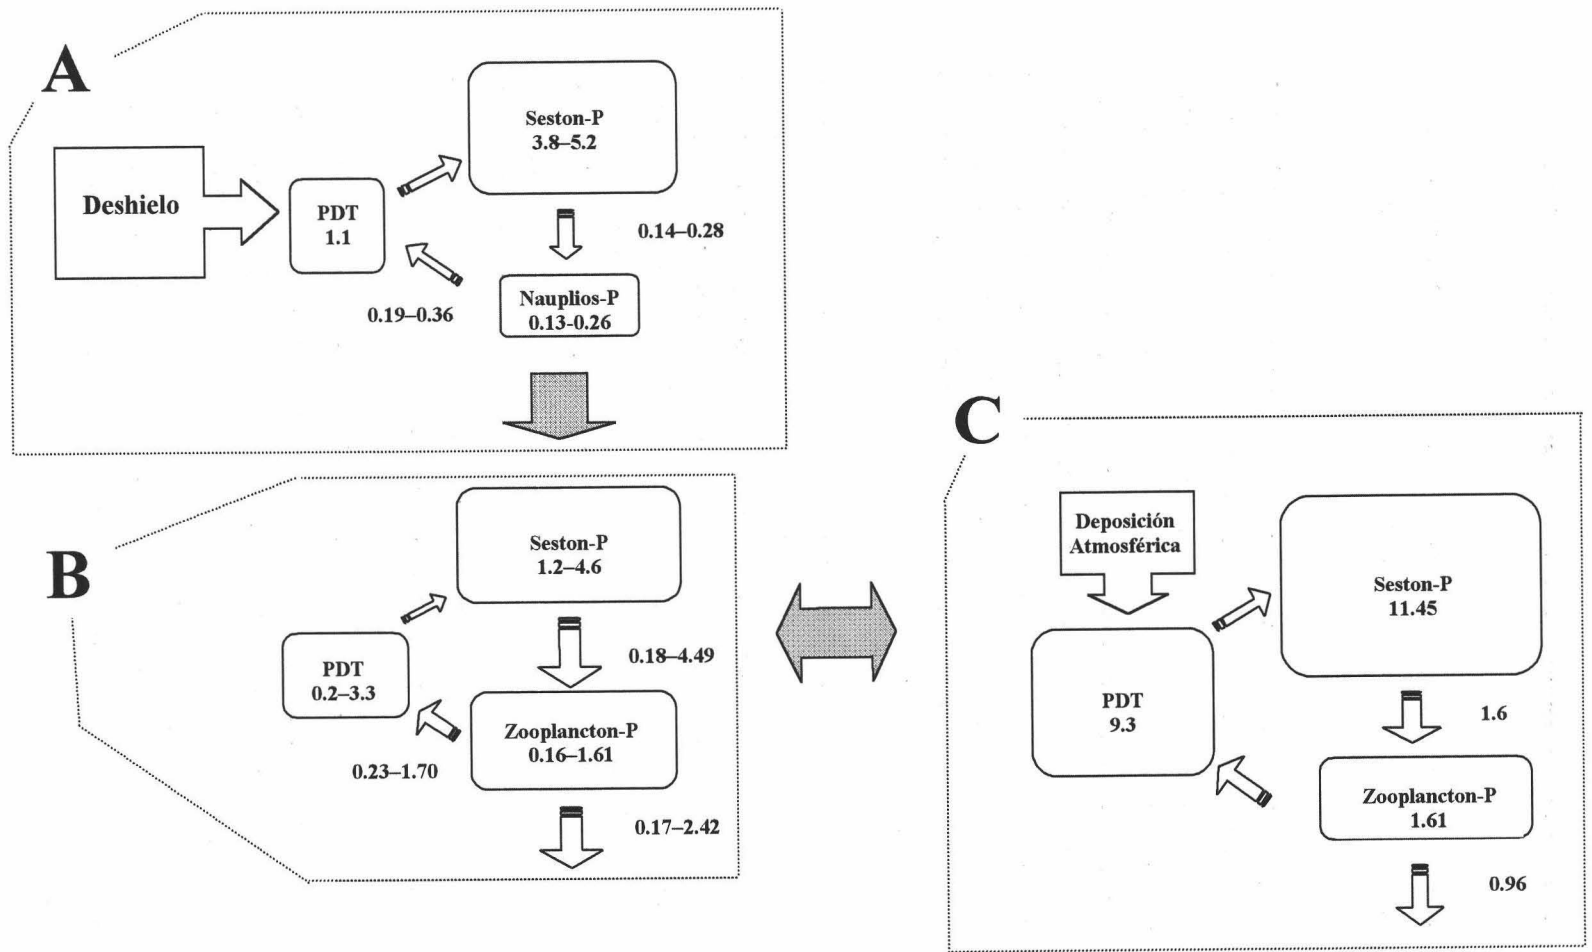 A
Seston-P
3.8–5.2
Deshielo
PDT
1.1
0.14–0.28
Nauplios-P
0.13-0.26
0.19–0.36
B
Seston-P
1.2–4.6
0.18–4.49
PDT
0.2–3.3
Zooplancton-P
0.16–1.61
0.23–1.70
0.17–2.42
C
Deposición
Atmosférica
Seston-P
11.45
PDT
9.3
1.6
Zooplancton-P
1.61
0.96